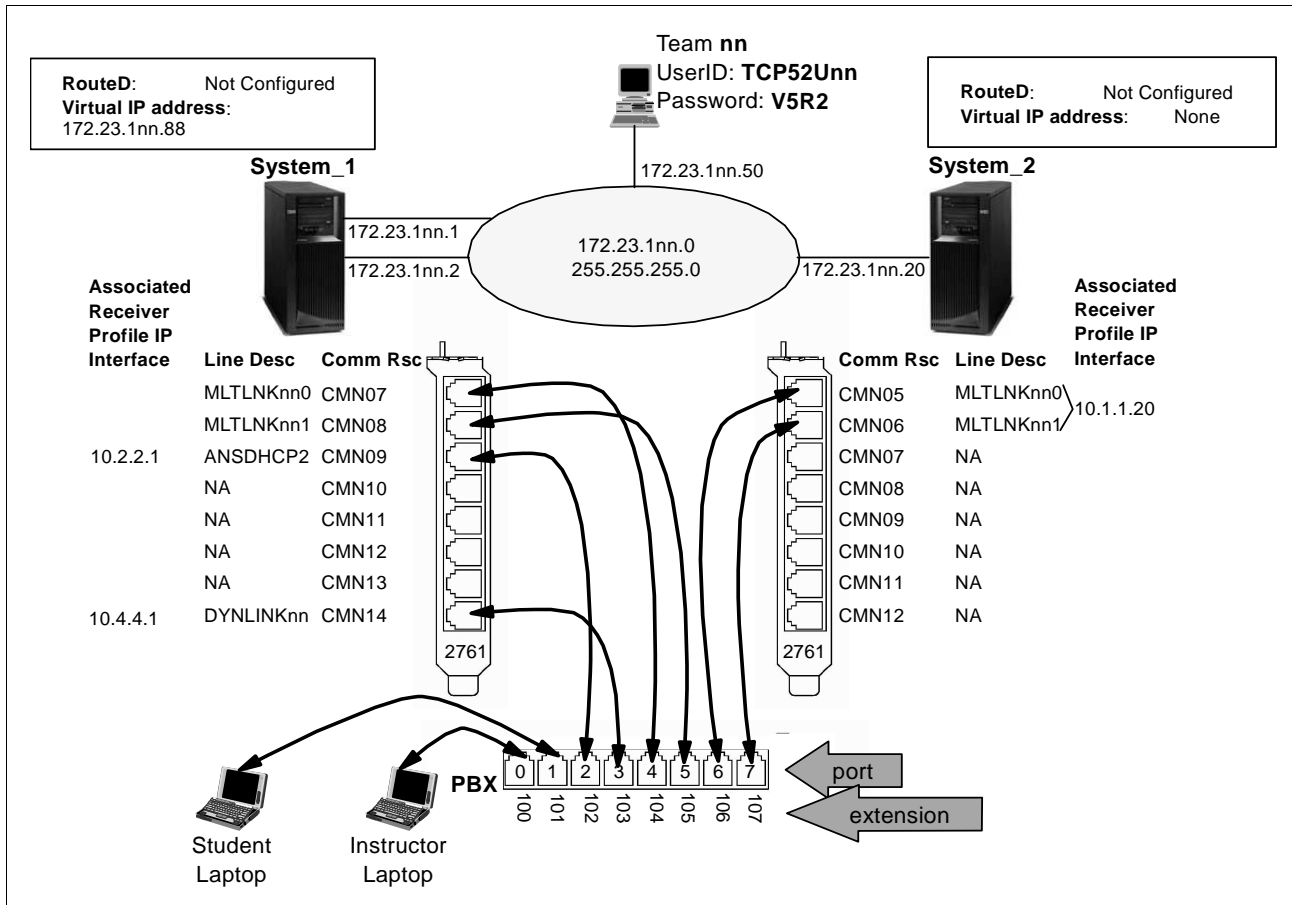 Team nn
UserID: TCP52Unn
Password: V5R2
RouteD: Not Configured
Virtual IP address:
172.23.1nn.88
RouteD: Not Configured
Virtual IP address: None
System_1
System_2
172.23.1nn.50
172.23.1nn.1
172.23.1nn.2
172.23.1nn.0
255.255.255.0
172.23.1nn.20
Associated
Receiver
Profile IP
Interface
Line Desc
Comm Rsc
MLTLNKnn0 CMN07
MLTLNKnn1 CMN08
10.2.2.1 ANSDHCP2 CMN09
NA CMN10
NA CMN11
NA CMN12
NA CMN13
10.4.4.1 DYNLINKnn CMN14
2761
Associated
Receiver
Profile IP
Interface
Comm Rsc
Line Desc
CMN05 MLTLNKnn0
CMN06 MLTLNKnn1
10.1.1.20
CMN07 NA
CMN08 NA
CMN09 NA
CMN10 NA
CMN11 NA
CMN12 NA
2761
PBX
0 1 2 3 4 5 6 7
100 101 102 103 104 105 106 107
port
extension
Student
Laptop
Instructor
Laptop